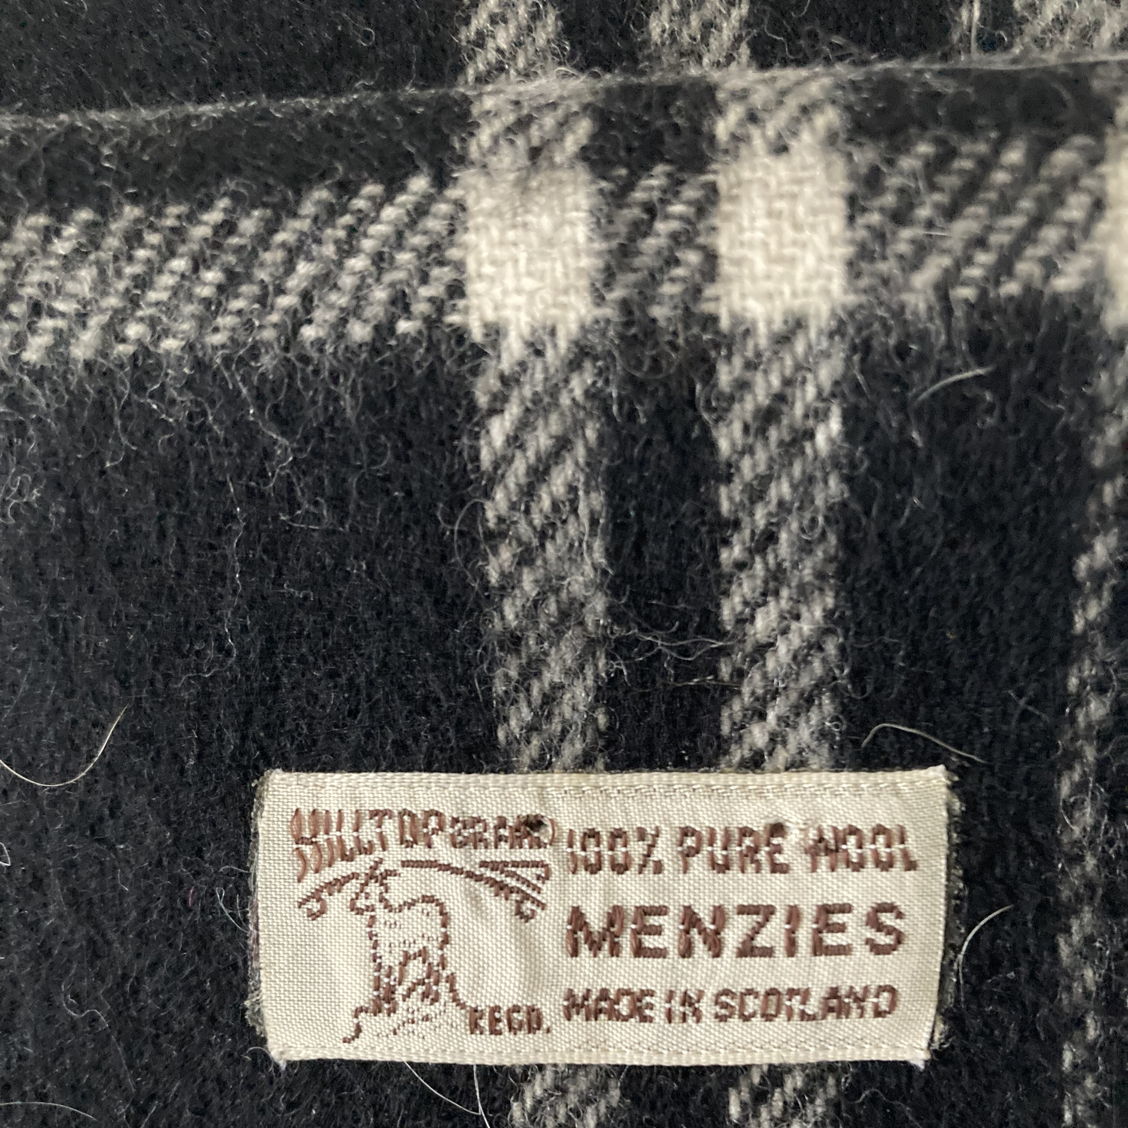 HILLTOP BRAND
100% PURE WOOL
MENZIES
REGD.
MADE IN SCOTLAND